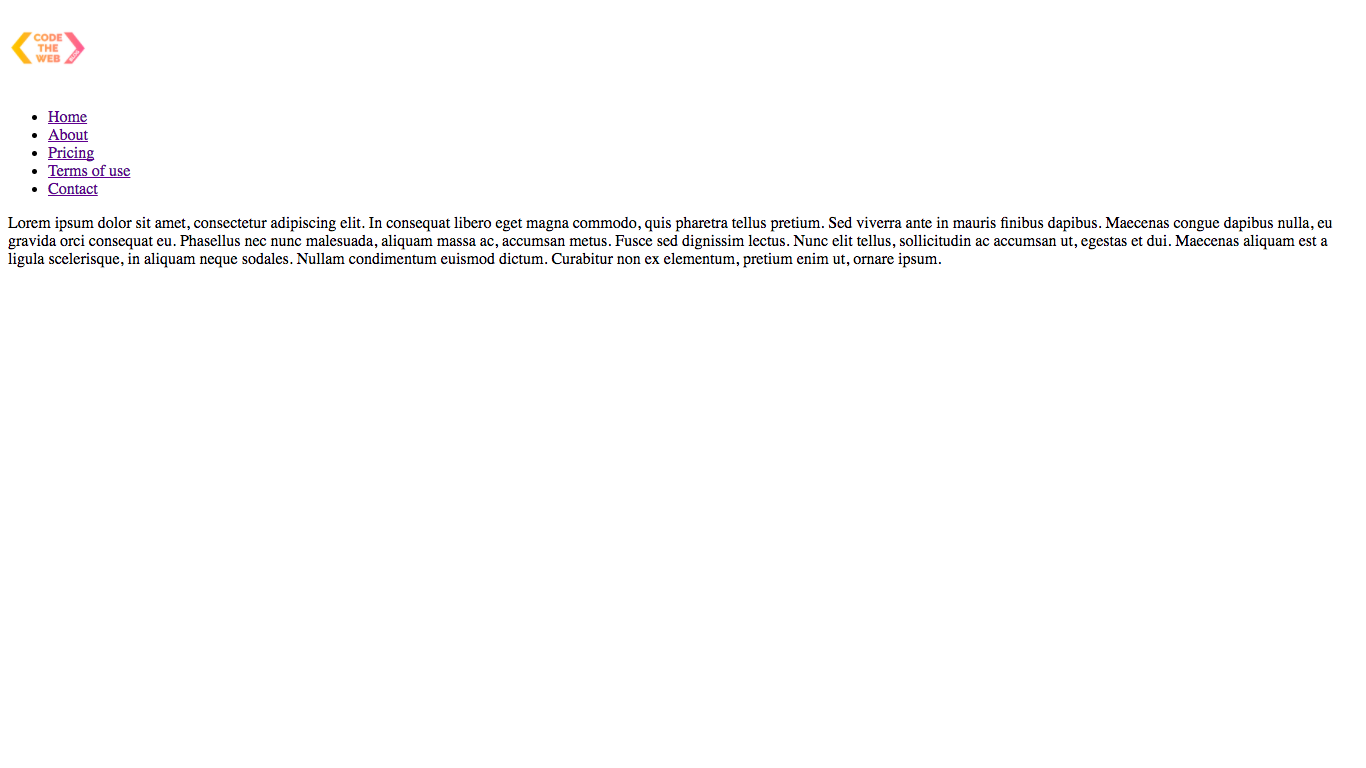 CODE
THE
WEB
Home
About
Pricing
Terms of use
Contact
Lorem ipsum dolor sit amet, consectetur adipiscing elit. In consequat libero eget magna commodo, quis pharetra tellus pretium. Sed viverra ante in mauris finibus dapibus. Maecenas congue dapibus nulla, eu
gravida orci consequat eu. Phasellus nec nunc malesuada, aliquam massa ac, accumsan metus. Fusce sed dignissim lectus. Nunc elit tellus, sollicitudin ac accumsan ut, egestas et dui. Maecenas aliquam est a
ligula scelerisque, in aliquam neque sodales. Nullam condimentum euismod dictum. Curabitur non ex elementum, pretium enim ut, ornare ipsum.